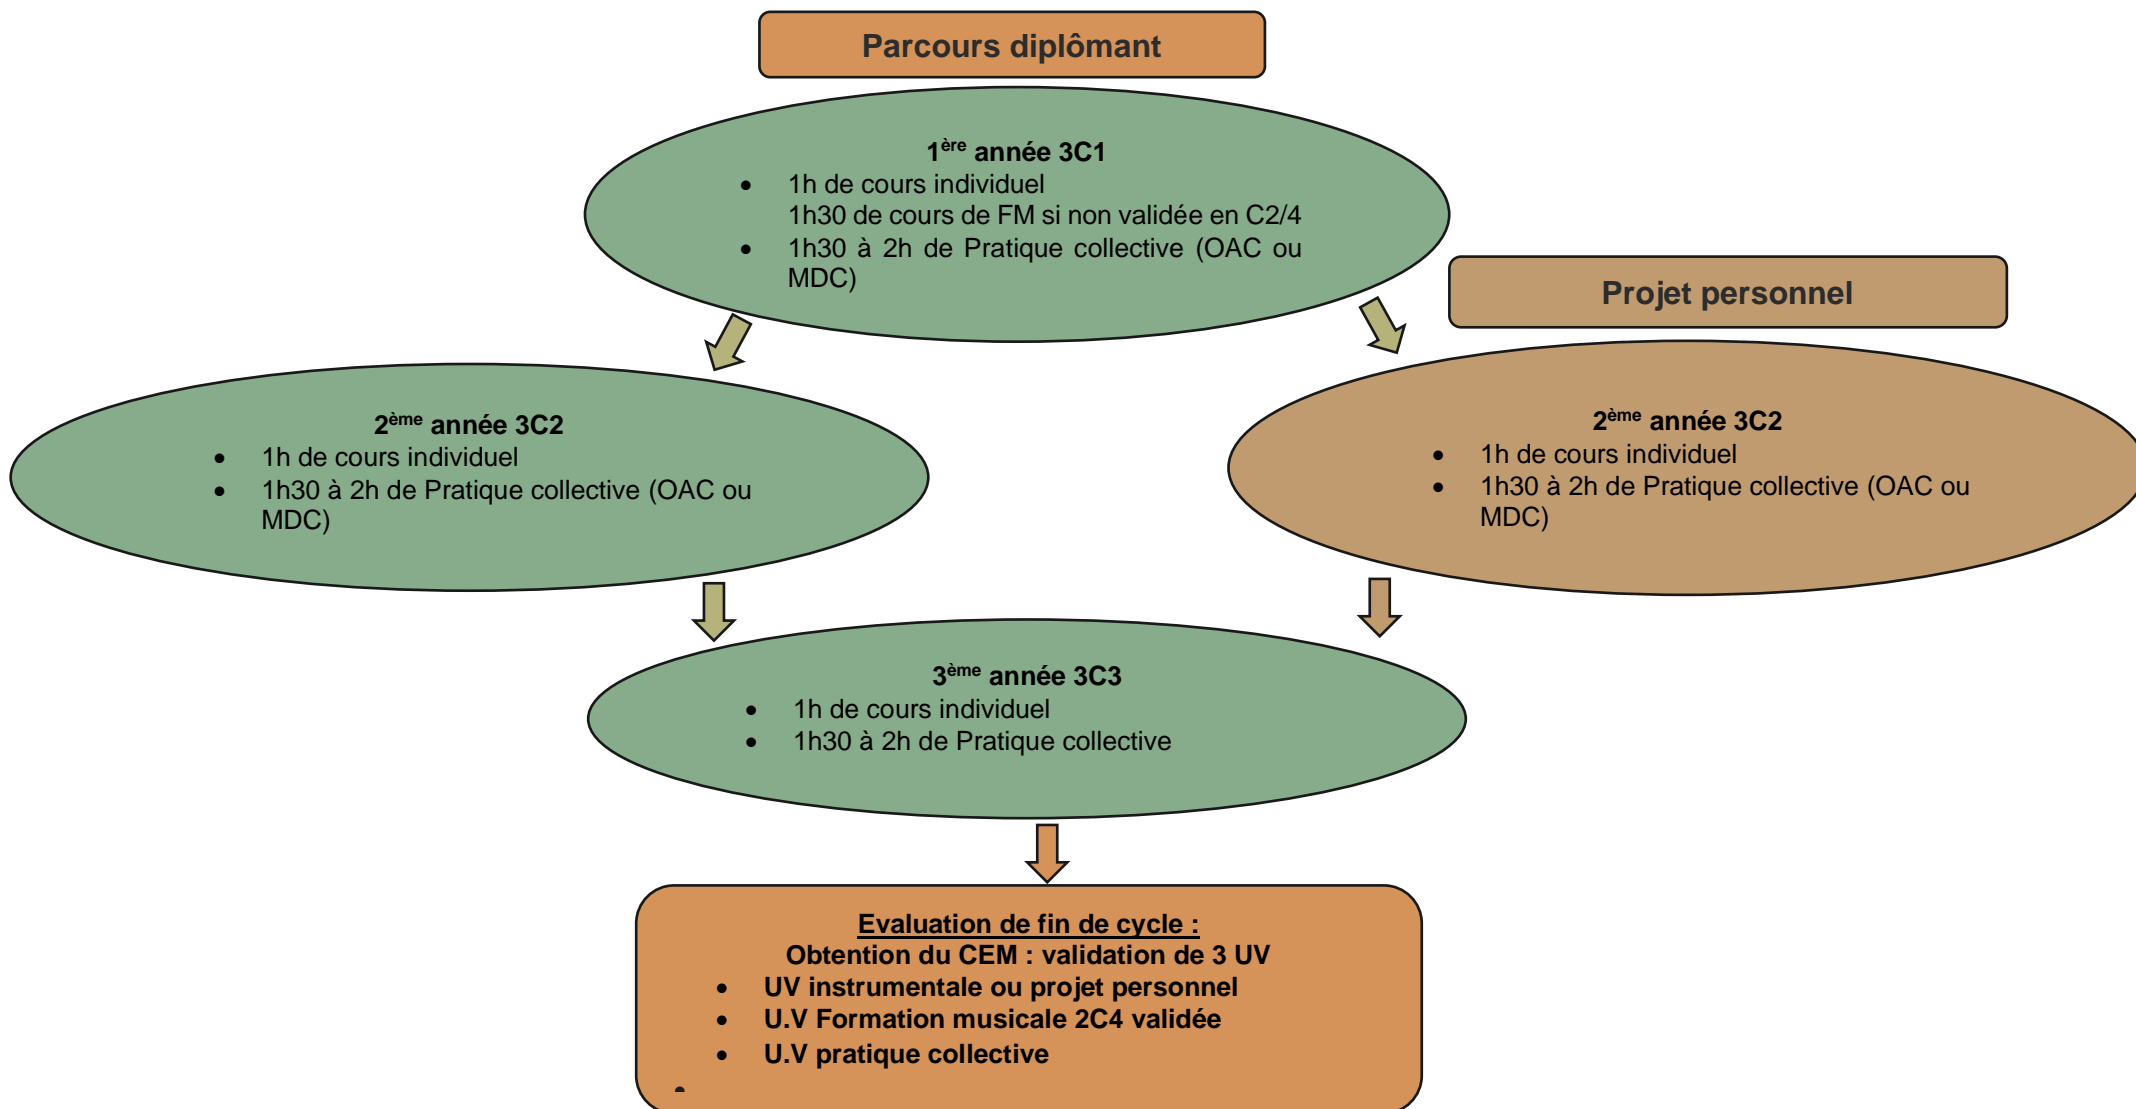 Parcours diplômant
1ère année 3C1
• 1h de cours individuel
1h30 de cours de FM si non validée en C2/4
• 1h30 à 2h de Pratique collective (OAC ou
MDC)
Projet personnel
2ème année 3C2
• 1h de cours individuel
• 1h30 à 2h de Pratique collective (OAC ou
MDC)
2ème année 3C2
• 1h de cours individuel
• 1h30 à 2h de Pratique collective (OAC ou
MDC)
3ème année 3C3
• 1h de cours individuel
• 1h30 à 2h de Pratique collective
Evaluation de fin de cycle :
Obtention du CEM : validation de 3 UV
• UV instrumentale ou projet personnel
• U.V Formation musicale 2C4 validée
• U.V pratique collective
•